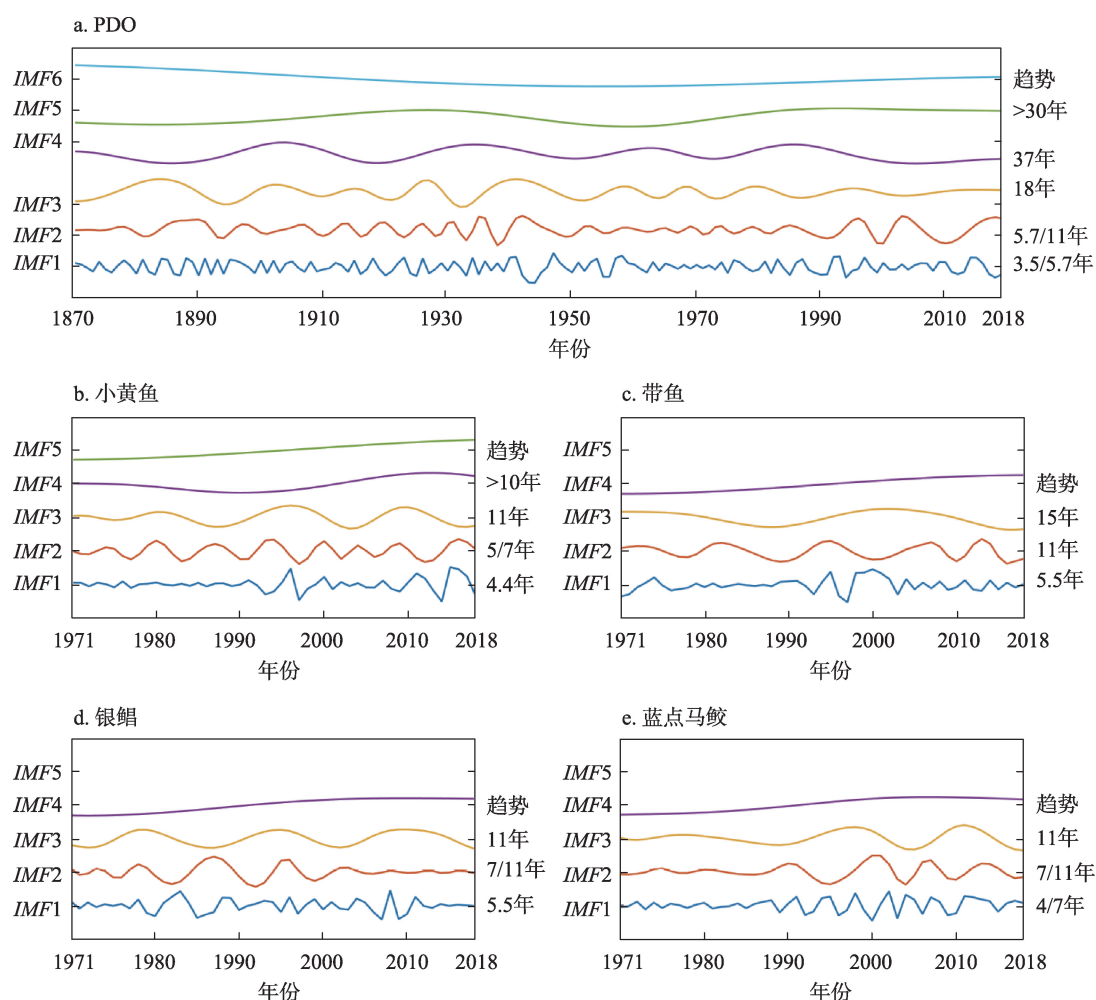 a. PDO
IMF6 趋势
IMF5 >30年
IMF4 37年
IMF3 18年
IMF2 5.7/11年
IMF1 3.5/5.7年
1870 1890 1910 1930 1950 1970 1990 2010 2018
年份
b. 小黄鱼
IMF5 趋势
IMF4 >10年
IMF3 11年
IMF2 5/7年
IMF1 4.4年
1971 1980 1990 2000 2010 2018
年份
c. 带鱼
IMF5
IMF4 趋势
IMF3 15年
IMF2 11年
IMF1 5.5年
1971 1980 1990 2000 2010 2018
年份
d. 银鲳
IMF5
IMF4 趋势
IMF3 11年
IMF2 7/11年
IMF1 5.5年
1971 1980 1990 2000 2010 2018
年份
e. 蓝点马鲛
IMF5
IMF4 趋势
IMF3 11年
IMF2 7/11年
IMF1 4/7年
1971 1980 1990 2000 2010 2018
年份